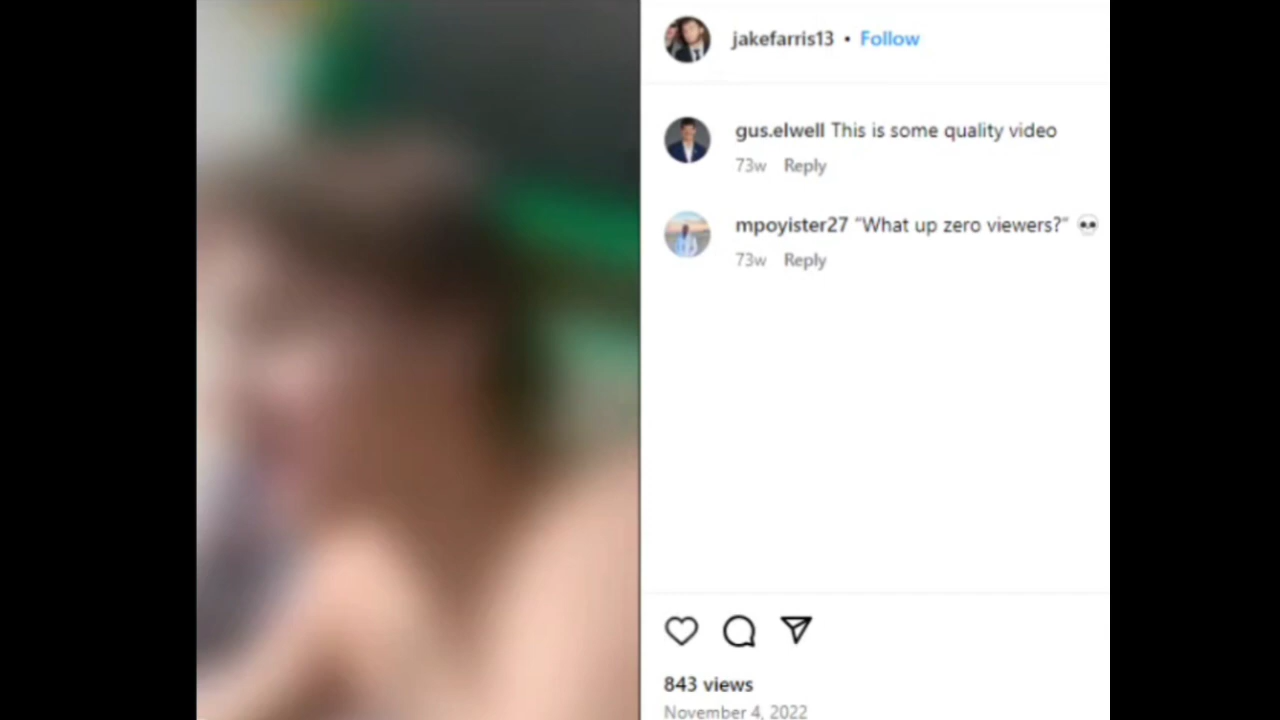 jakefarris13 • Follow
gus.elwell This is some quality video
73w Reply
mpoyister27 "What up zero viewers?" 💀
73w Reply
843 views
November 4, 2022